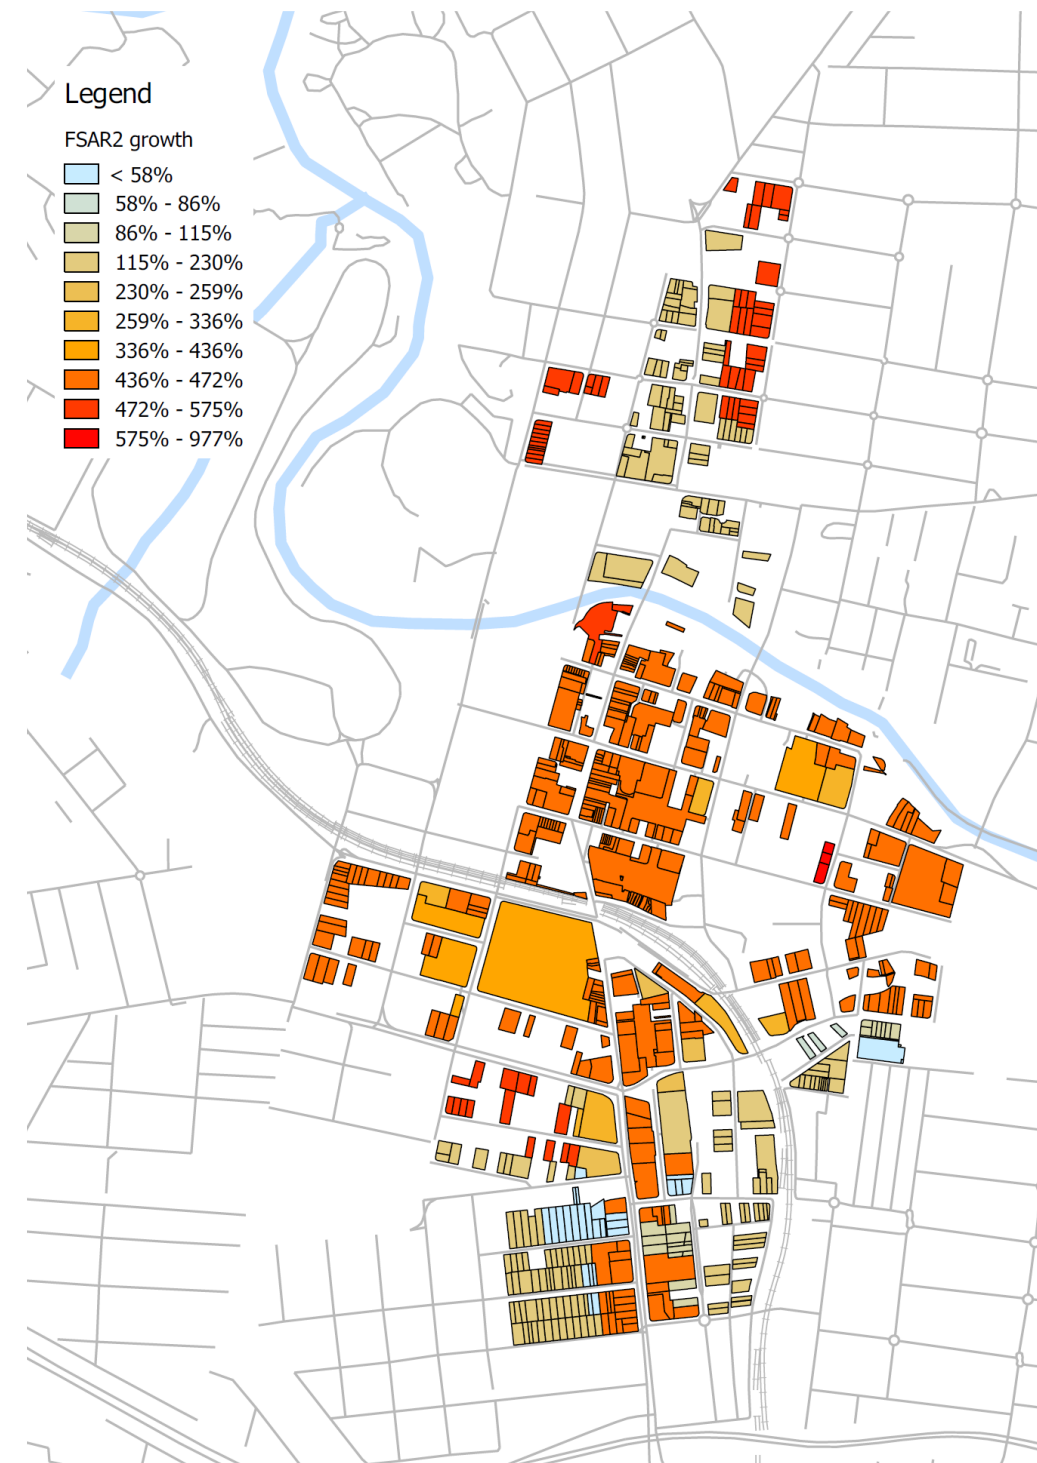 Legend
FSAR2 growth
< 58%
58% - 86%
86% - 115%
115% - 230%
230% - 259%
259% - 336%
336% - 436%
436% - 472%
472% - 575%
575% - 977%